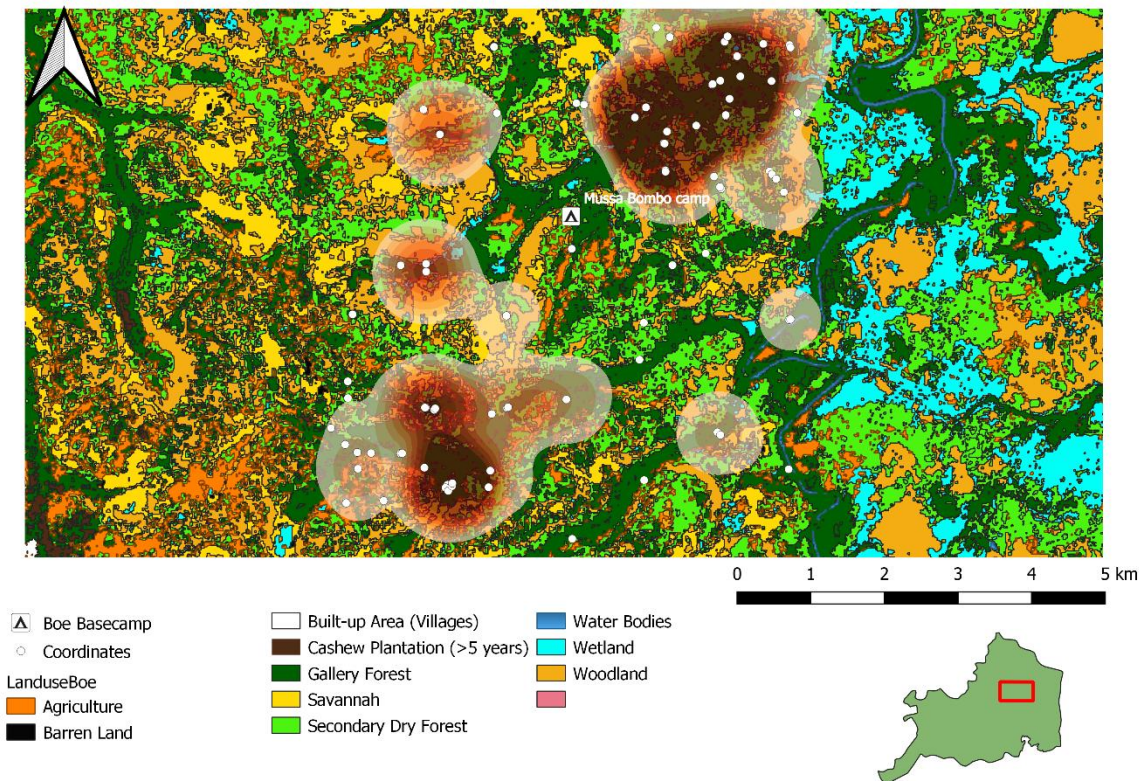 Mussa Bombo camp
0 1 2 3 4 5 km
Boe Basecamp
Coordinates
LanduseBoe
Agriculture
Barren Land
Built-up Area (Villages)
Cashew Plantation (>5 years)
Gallery Forest
Savannah
Secondary Dry Forest
Water Bodies
Wetland
Woodland